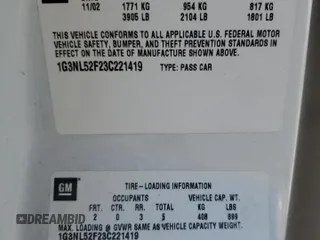 11/02 1771 KG 954 KG 817 KG
3905 LB 2104 LB 1801 LB
THIS VEHICLE CONFORMS TO ALL APPLICABLE U.S. FEDERAL MOTOR
VEHICLE SAFETY, BUMPER, AND THEFT PREVENTION STANDARDS IN
EFFECT ON THE DATE OF MANUFACTURE SHOWN ABOVE.
1G3NL52F23C221419 TYPE: PASS CAR
GM
TIRE-LOADING INFORMATION
OCCUPANTS VEHICLE CAP. WT.
FRT. CTR. RR. TOTAL KG LBS
2 0 3 5 408 899
MAX. LOADING @ GVWR SAME AS VEHICLE CAPACITY WEIGHT.
1G3NL52F23C221419
DREAMBID